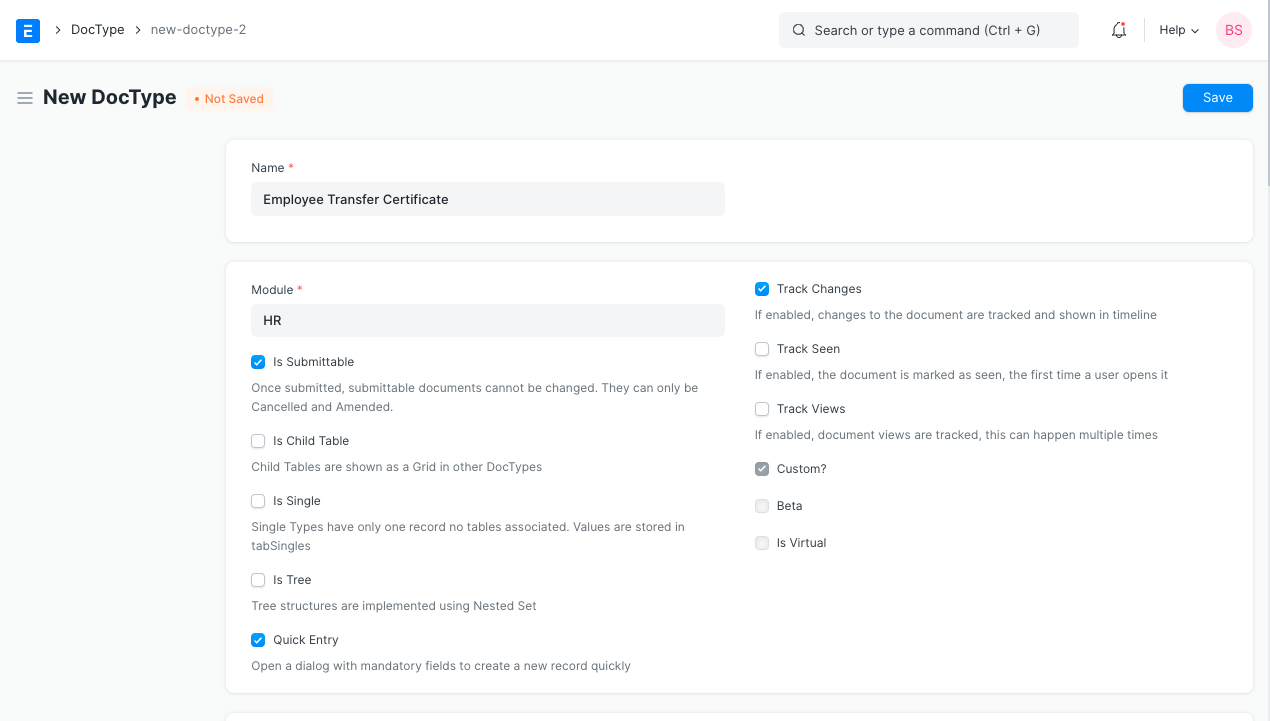 E
DocType
new-doctype-2
Search or type a command (Ctrl + G)
Help
BS
New DocType
Not Saved
Save
Name *
Employee Transfer Certificate
Module *
HR
Is Submittable
Once submitted, submittable documents cannot be changed. They can only be
Cancelled and Amended.
Is Child Table
Child Tables are shown as a Grid in other DocTypes
Is Single
Single Types have only one record no tables associated. Values are stored in
tabSingles
Is Tree
Tree structures are implemented using Nested Set
Quick Entry
Open a dialog with mandatory fields to create a new record quickly
Track Changes
If enabled, changes to the document are tracked and shown in timeline
Track Seen
If enabled, the document is marked as seen, the first time a user opens it
Track Views
If enabled, document views are tracked, this can happen multiple times
Custom?
Beta
Is Virtual